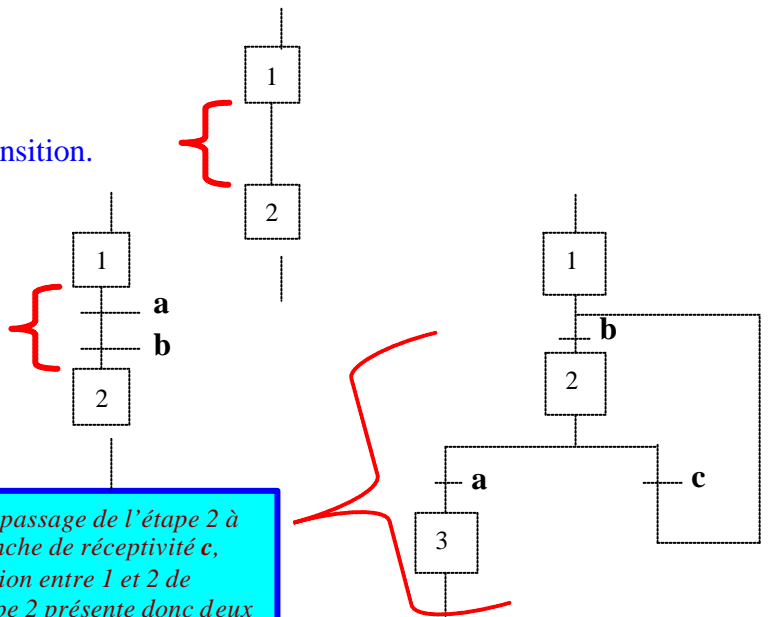 1
nsition.
2
1
a
b
2
1
b
2
a
c
3
passage de l'étape 2 à
nche de réceptivité c,
ion entre 1 et 2 de
pe 2 présente donc deux